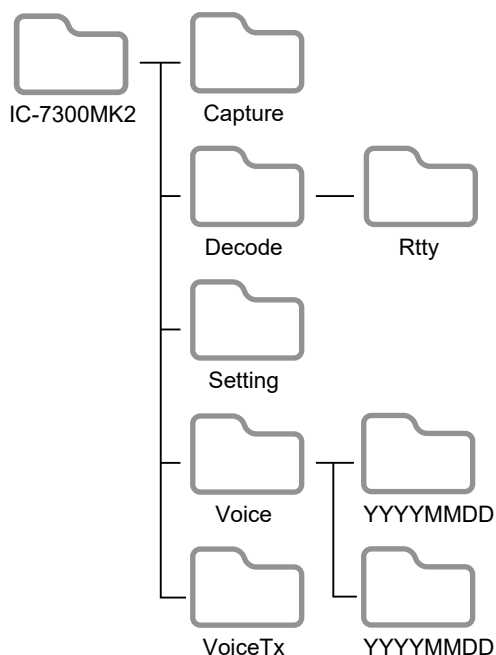 IC-7300MK2
Capture
Decode
Rtty
Setting
Voice
YYYYMMDD
VoiceTx
YYYYMMDD